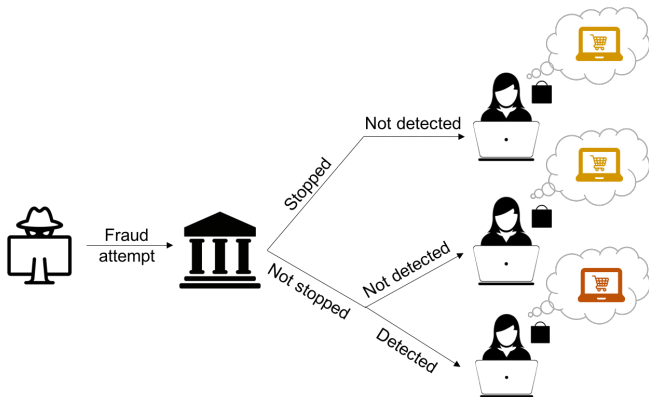 Not detected
Stopped
Fraud
attempt
Not stopped
Not detected
Detected